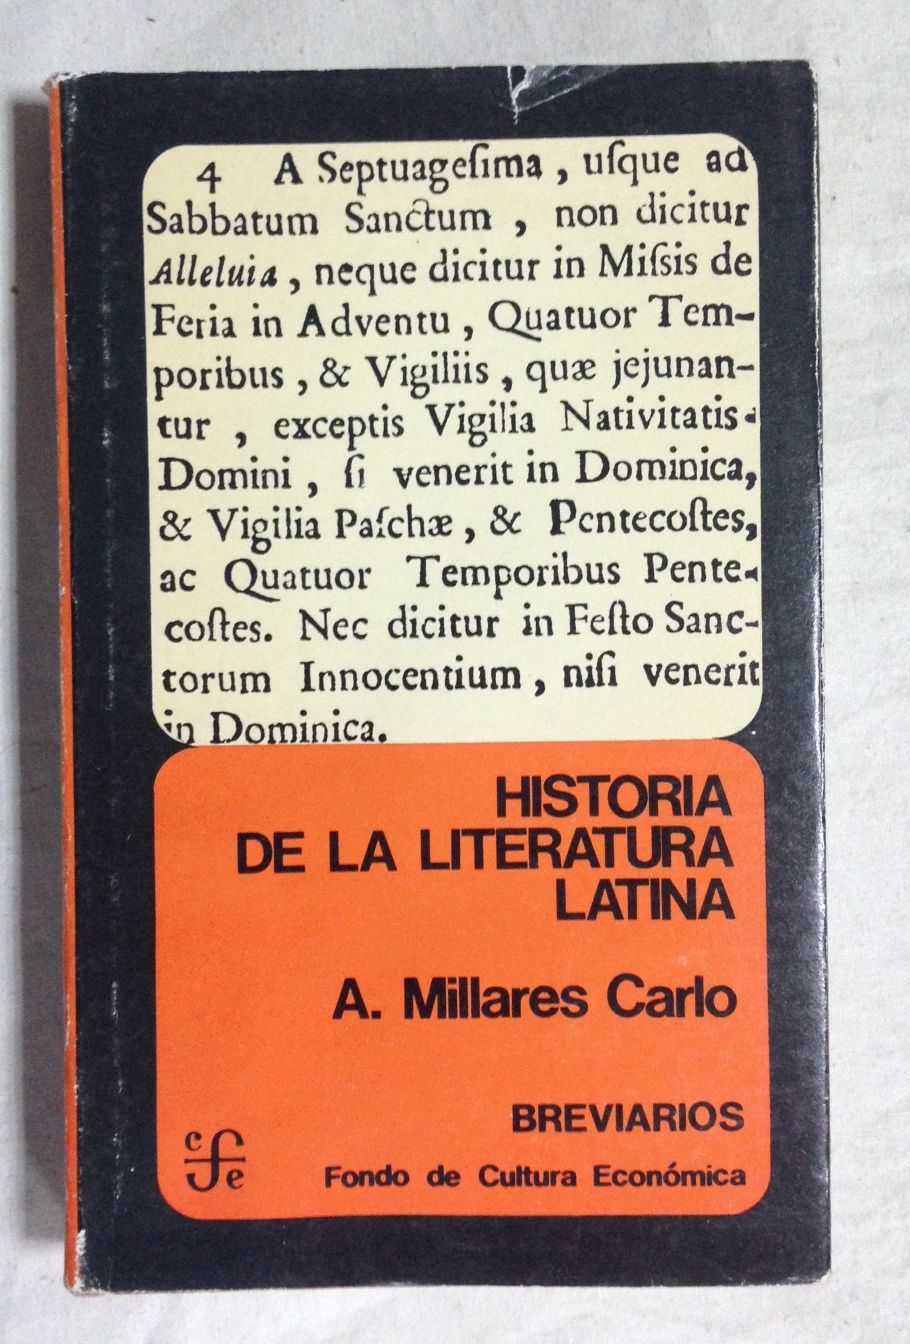 4 A Septuageſima, uſque ad
Sabbatum Sanctum, non dicitur
Alleluia, neque dicitur in Miſsis de
Feria in Adventu, Quatuor Tem-
poribus, & Vigiliis, quæ jejunan-
tur, exceptis Vigilia Nativitatis
Domini, ſi venerit in Dominica,
& Vigilia Paſchæ, & Pentecoſtes,
ac Quatuor Temporibus Pente-
coſtes. Nec dicitur in Feſto Sanc-
torum Innocentium, niſi venerit
in Dominica.
HISTORIA
DE LA LITERATURA
LATINA
A. Millares Carlo
BREVIARIOS
cfe
Fondo de Cultura Económica